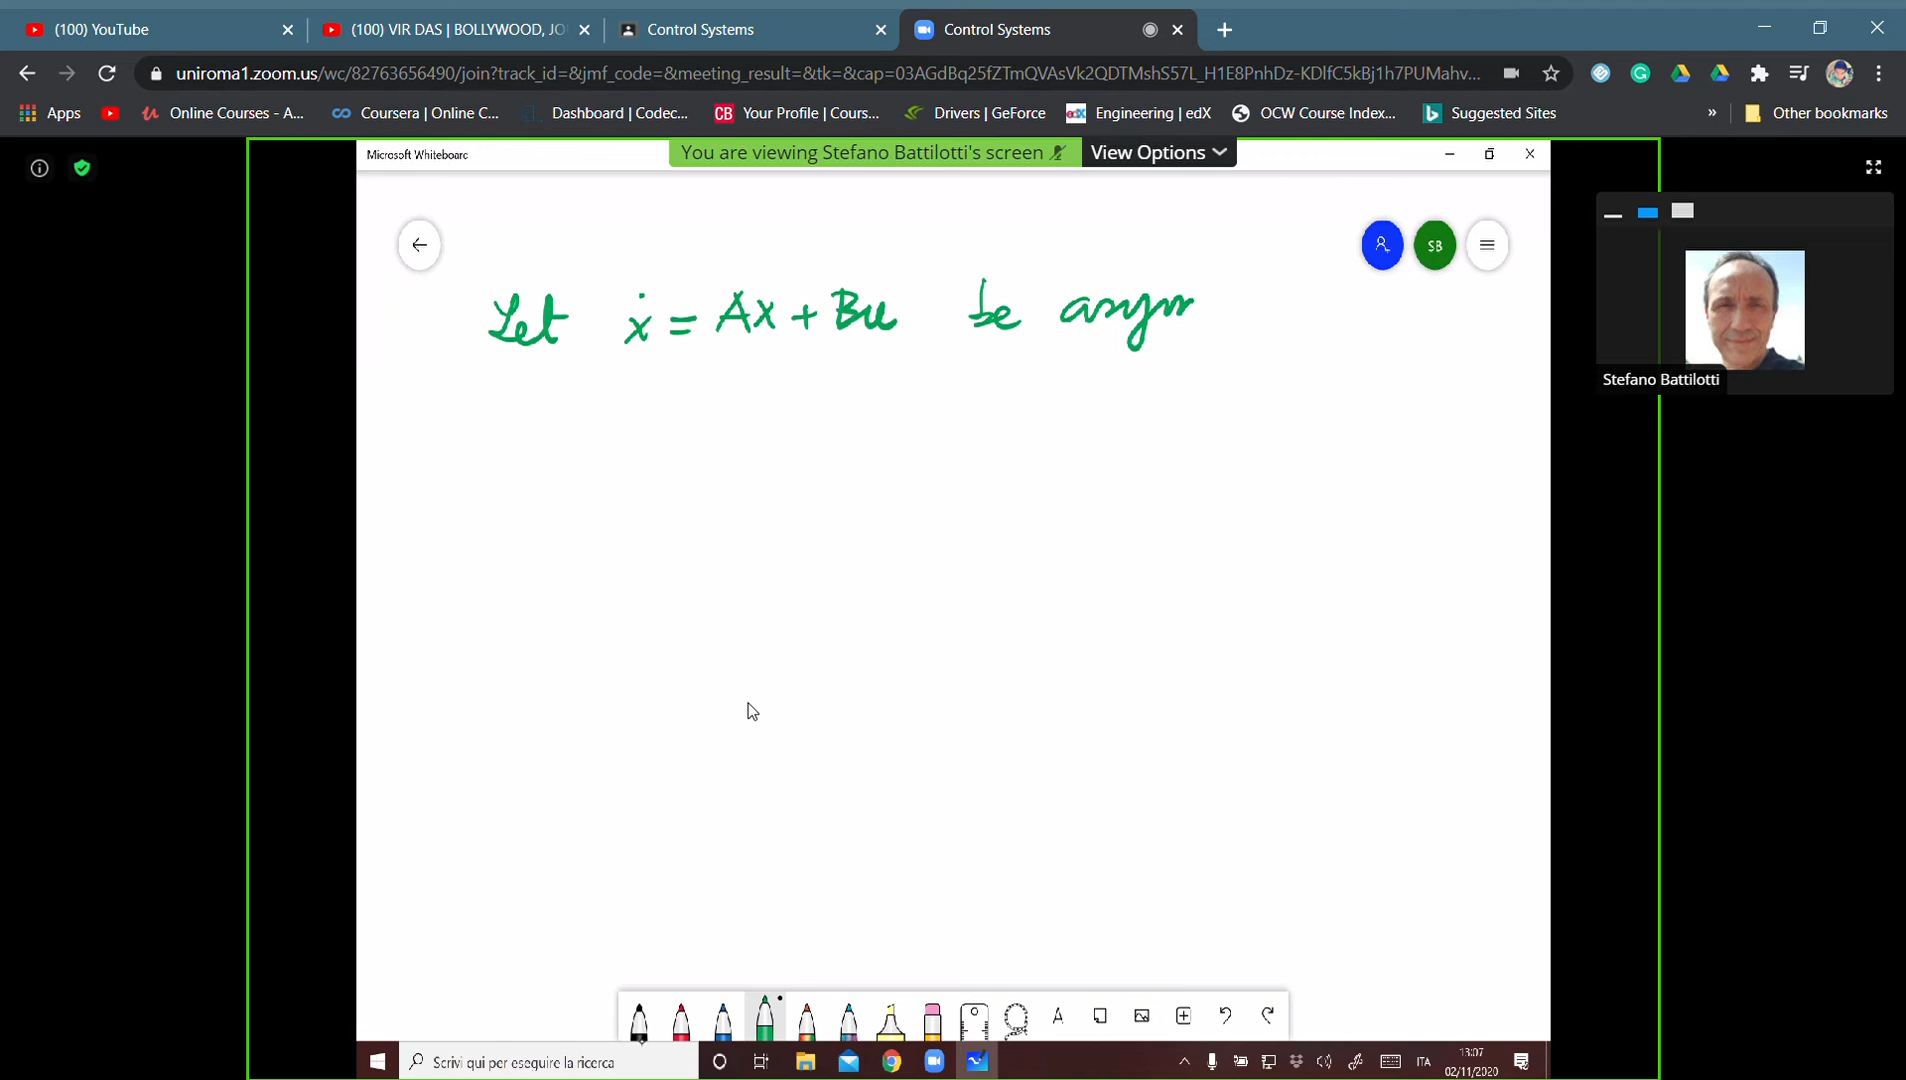 (100) YouTube
(100) VIR DAS | BOLLYWOOD, JO
Control Systems
Control Systems
uniroma1.zoom.us/wc/82763656490/join?track_id=&jmf_code=&meeting_result=&tk=&cap=03AGdBq25fZTmQVAsVk2QDTMshS57L_H1E8PnhDz-KDlfC5kBj1h7PUMahv...
Apps
Online Courses - A...
Coursera | Online C...
Dashboard | Codec...
CB
Your Profile | Cours...
Drivers | GeForce
edX
Engineering | edX
OCW Course Index...
Suggested Sites
»
Other bookmarks
Microsoft Whiteboard
You are viewing Stefano Battilotti's screen
View Options
SB
Let ẋ = Ax + Bu be asym
Stefano Battilotti
Scrivi qui per eseguire la ricerca
ITA
13:07
02/11/2020